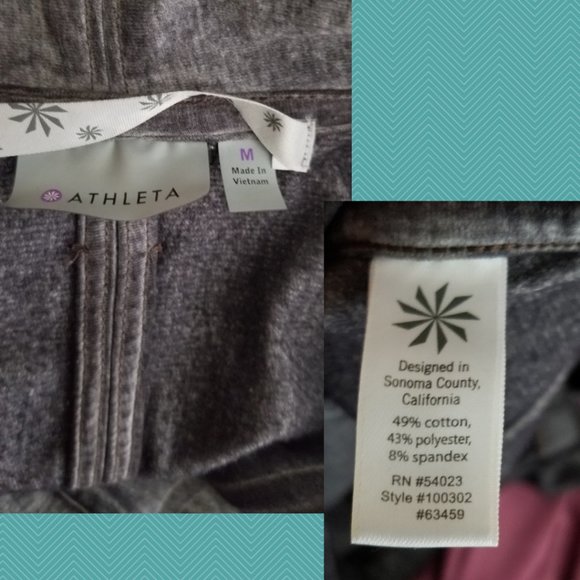 M
Made In
Vietnam
ATHLETA
Designed in
Sonoma County,
California
49% cotton,
43% polyester,
8% spandex
RN #54023
Style #100302
#63459